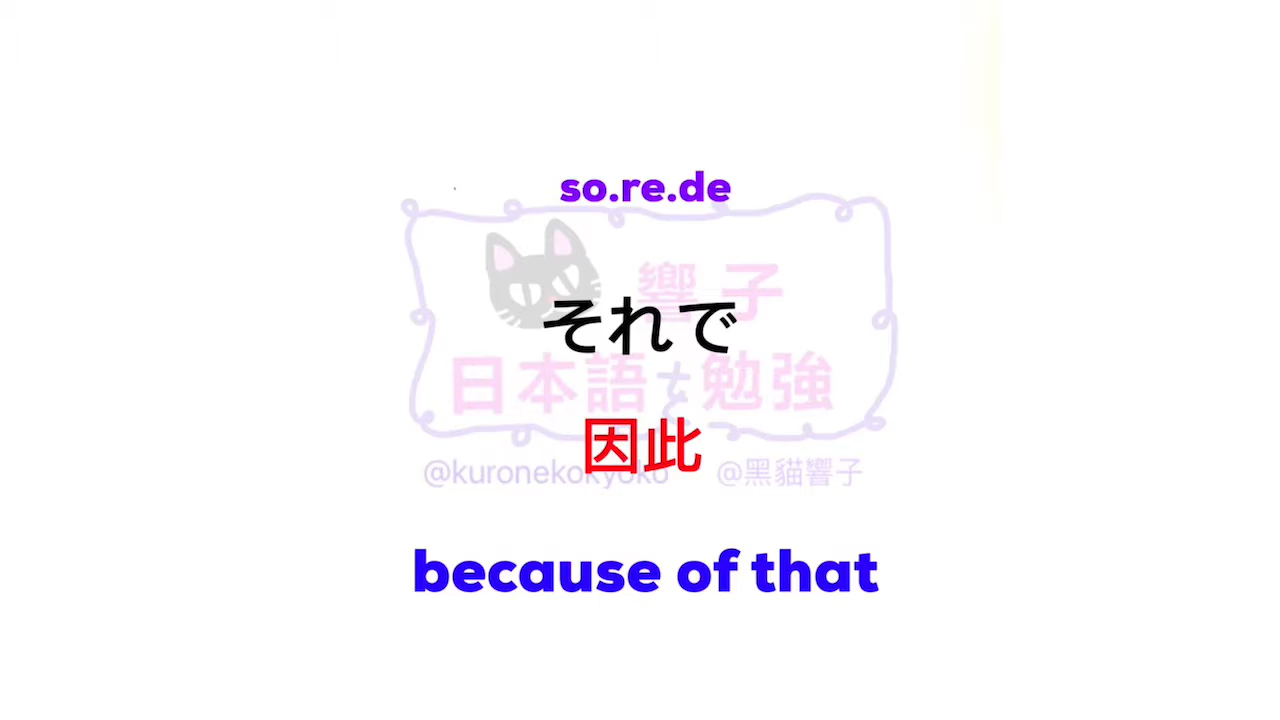 so.re.de
響子
それで
日本語を勉強
因此
@kuronekokyoko @黑貓響子
because of that